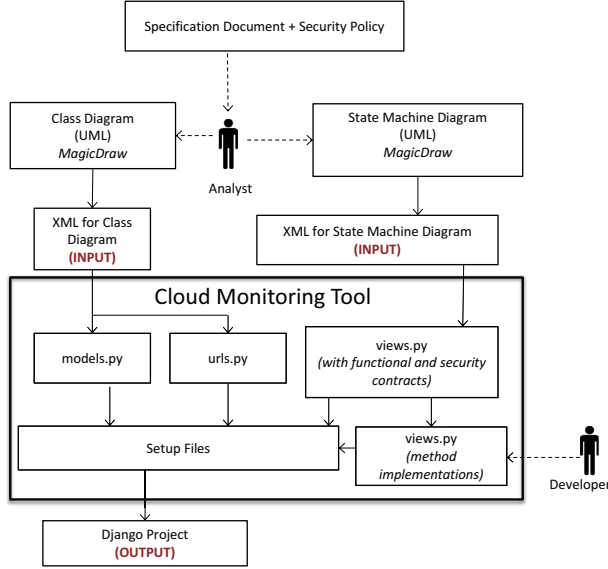 Specification Document + Security Policy
Class Diagram
(UML)
MagicDraw
Analyst
State Machine Diagram
(UML)
MagicDraw
XML for Class
Diagram
(INPUT)
XML for State Machine Diagram
(INPUT)
Cloud Monitoring Tool
models.py
urls.py
views.py
(with functional and security
contracts)
Setup Files
views.py
(method
implementations)
Developer
Django Project
(OUTPUT)